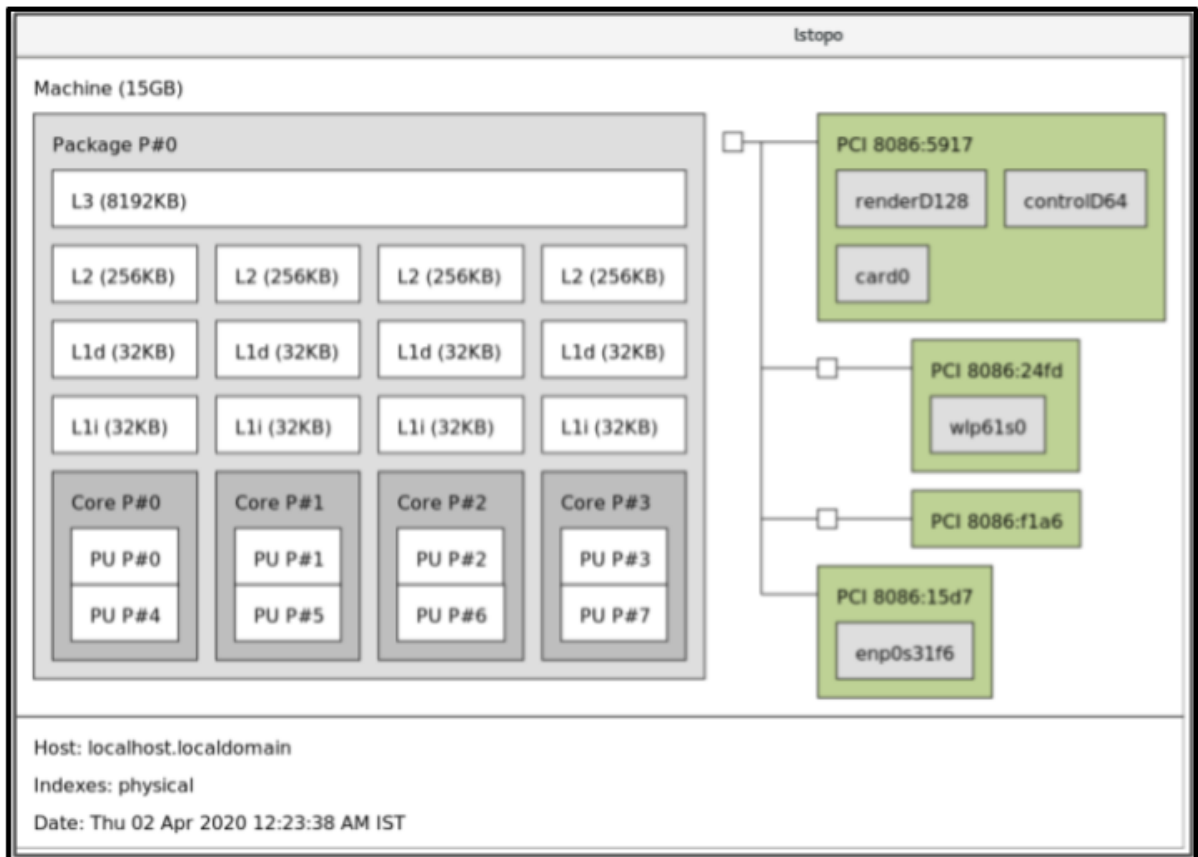 lstopo
Machine (15GB)
Package P#0
L3 (8192KB)
L2 (256KB) L2 (256KB) L2 (256KB) L2 (256KB)
L1d (32KB) L1d (32KB) L1d (32KB) L1d (32KB)
L1i (32KB) L1i (32KB) L1i (32KB) L1i (32KB)
Core P#0 Core P#1 Core P#2 Core P#3
PU P#0 PU P#1 PU P#2 PU P#3
PU P#4 PU P#5 PU P#6 PU P#7
PCI 8086:5917
renderD128 controlD64
card0
PCI 8086:24fd
wlp61s0
PCI 8086:f1a6
PCI 8086:15d7
enp0s31f6
Host: localhost.localdomain
Indexes: physical
Date: Thu 02 Apr 2020 12:23:38 AM IST